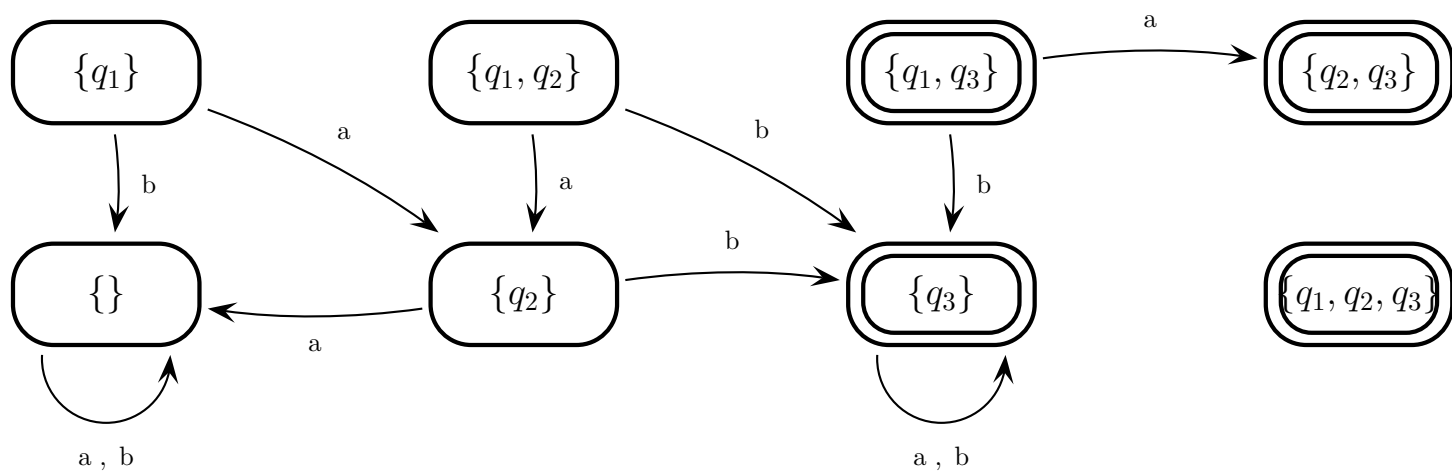 a
{q₁} {q₁, q₂} {q₁, q₃} {q₂, q₃}
a b
b a b
b
{} {q₂} {q₃} {q₁, q₂, q₃}
a
a , b a , b